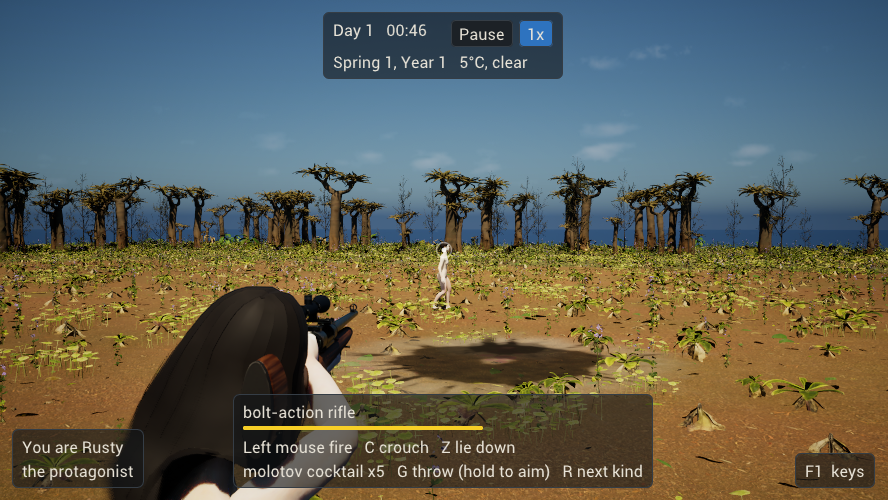 Day 1 00:46 Pause 1x
Spring 1, Year 1 5°C, clear
bolt-action rifle
Left mouse fire C crouch Z lie down
molotov cocktail x5 G throw (hold to aim) R next kind
You are Rusty
the protagonist
F1 keys